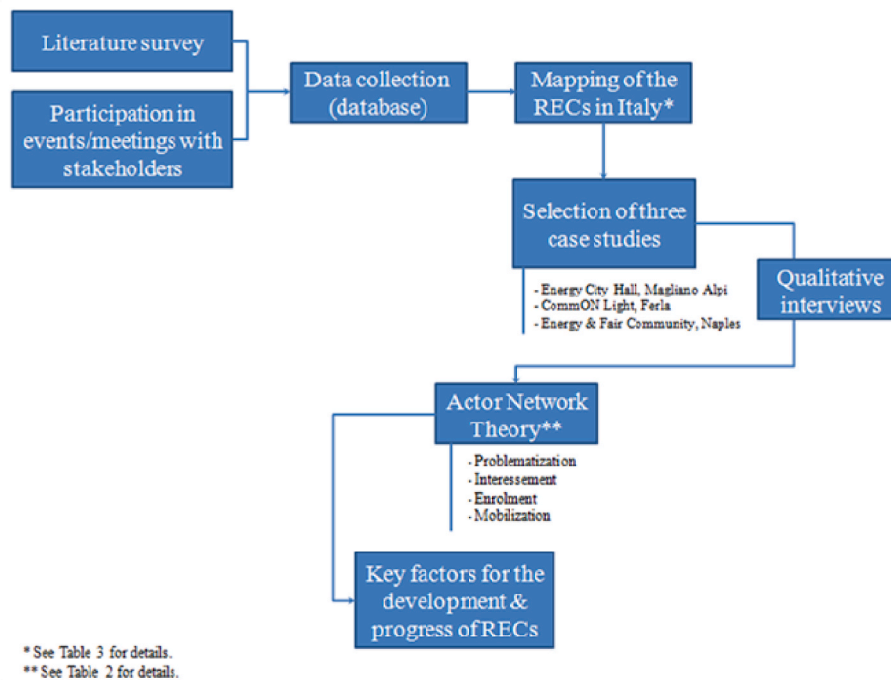 Literature survey
Participation in
events/meetings with
stakeholders
Data collection
(database)
Mapping of the
RECs in Italy*
Selection of three
case studies
- Energy City Hall, Magliano Alpi
- CommON Light, Ferla
- Energy & Fair Community, Naples
Qualitative
interviews
Actor Network
Theory**
- Problematization
- Interessement
- Enrolment
- Mobilization
Key factors for the
development &
progress of RECs
* See Table 3 for details.
** See Table 2 for details.